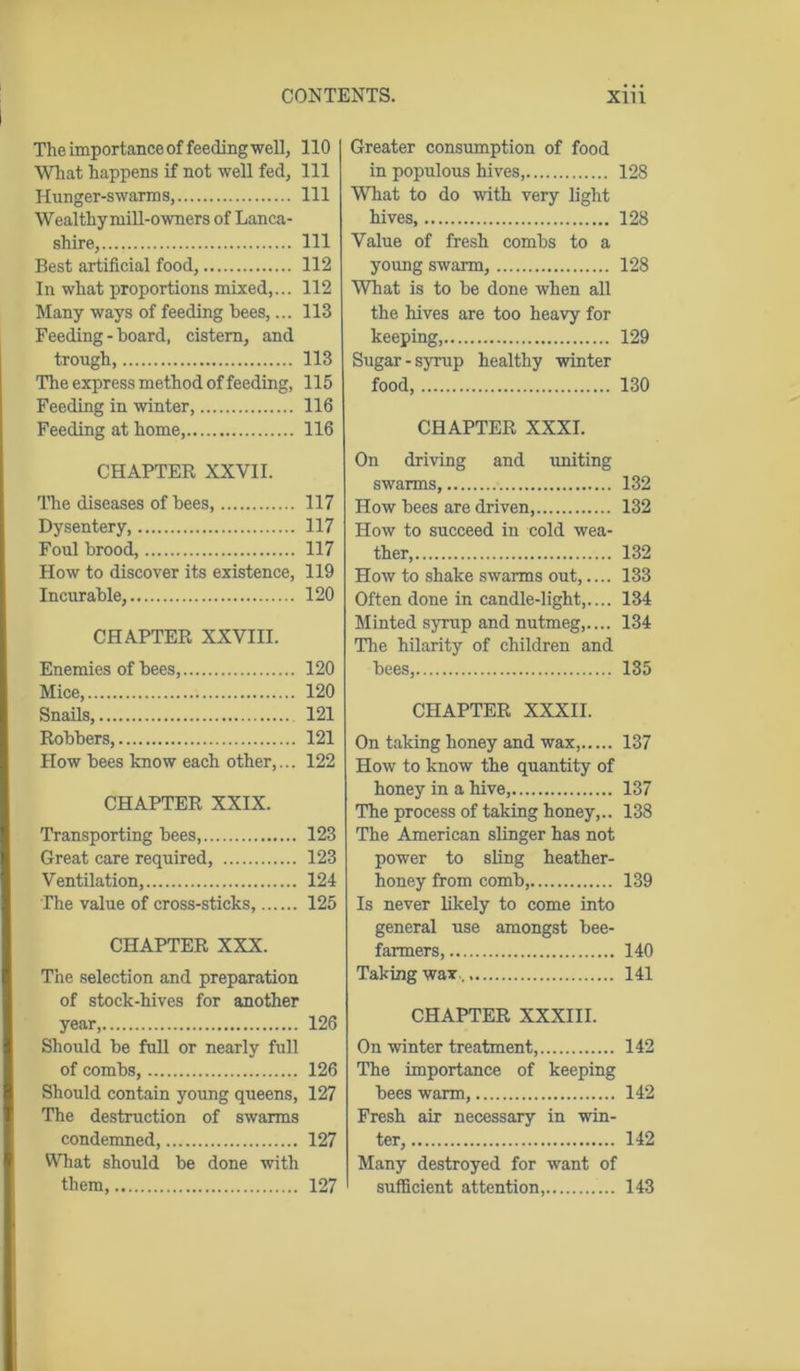 CONTENTS. xiii
The importance of feeding well, 110
What happens if not well fed, 111
Hunger-swarms,.................. 111
Wealthy mill-owners of Lanca-
shire,............................. 111
Best artificial food,............... 112
In what proportions mixed,... 112
Many ways of feeding bees,... 113
Feeding-board, cistern, and
trough,............................ 113
The express method of feeding, 115
Feeding in winter,................ 116
Feeding at home,................. 116
CHAPTER XXVII.
The diseases of bees,............ 117
Dysentery,......................... 117
Foul brood,........................ 117
How to discover its existence, 119
Incurable,.......................... 120
CHAPTER XXVIII.
Enemies of bees,.................. 120
Mice,................................ 120
Snails,.............................. 121
Robbers,............................ 121
How bees know each other,... 122
CHAPTER XXIX.
Transporting bees,............... 123
Great care required, ............ 123
Ventilation,........................ 124
The value of cross-sticks,...... 125
CHAPTER XXX.
The selection and preparation
of stock-hives for another
year,............................... 126
Should be full or nearly full
of combs,........................ 126
Should contain young queens, 127
The destruction of swarms
condemned,..................... 127
What should be done with
them,............................. 127
Greater consumption of food
in populous hives,............. 128
What to do with very light
hives,.............................. 128
Value of fresh combs to a
young swarm,.................. 128
What is to be done when all
the hives are too heavy for
keeping,.......................... 129
Sugar-syrup healthy winter
food,.............................. 130
CHAPTER XXXI.
On driving and uniting
swarms,.......................... 132
How bees are driven,............ 132
How to succeed in cold wea-
ther,............................... 132
How to shake swarms out,.... 133
Often done in candle-light,.... 134
Minted syrup and nutmeg,.... 134
The hilarity of children and
bees,.............................. 135
CHAPTER XXXII.
On taking honey and wax,..... 137
How to know the quantity of
honey in a hive,................ 137
The process of taking honey,.. 138
The American slinger has not
power to sling heather-
honey from comb,............. 139
Is never likely to come into
general use amongst bee-
farmers,.......................... 140
Taking wax,....................... 141
CHAPTER XXXIII.
On winter treatment,............ 142
The importance of keeping
bees warm,...................... 142
Fresh air necessary in win-
ter,................................ 142
Many destroyed for want of
sufficient attention,........... 143